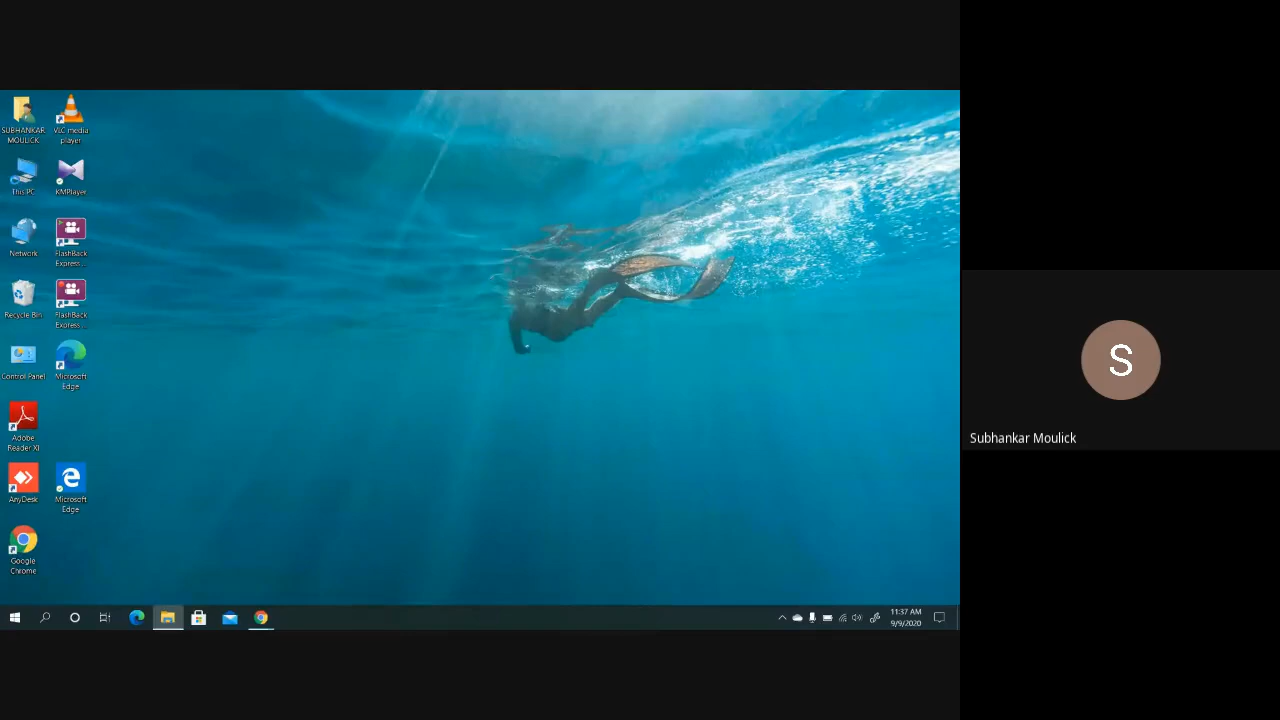 SUBHANKAR
MOULICK
VLC media
player
This PC
KMPlayer
Network
FlashBack
Express ...
Recycle Bin
FlashBack
Express ...
Control Panel
Microsoft
Edge
Adobe
Reader XI
AnyDesk
Microsoft
Edge
Google
Chrome
11:37 AM
9/9/2020
S
Subhankar Moulick